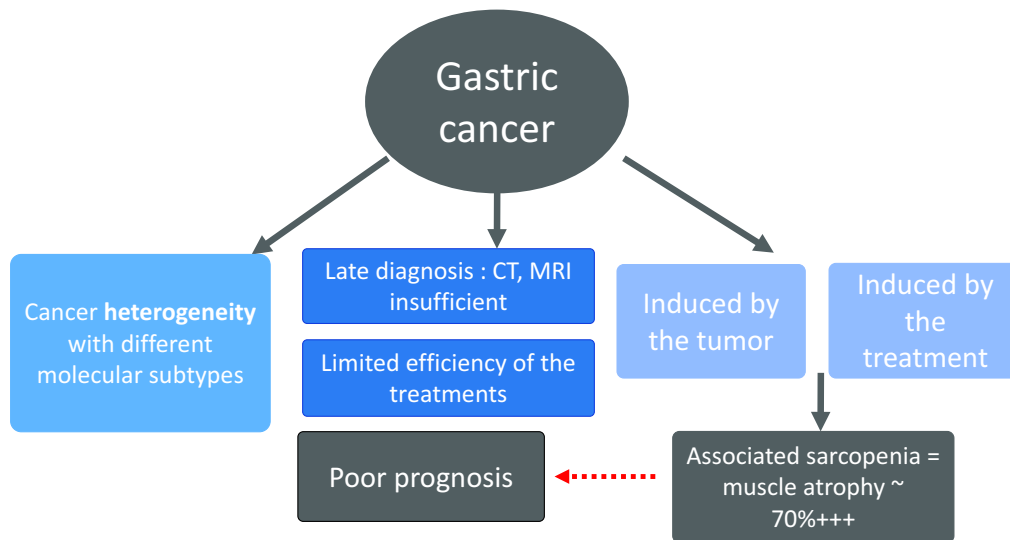 Gastric
cancer
Cancer heterogeneity
with different
molecular subtypes
Late diagnosis : CT, MRI
insufficient
Limited efficiency of the
treatments
Poor prognosis
Induced by
the tumor
Induced by
the
treatment
Associated sarcopenia =
muscle atrophy ~
70%+++